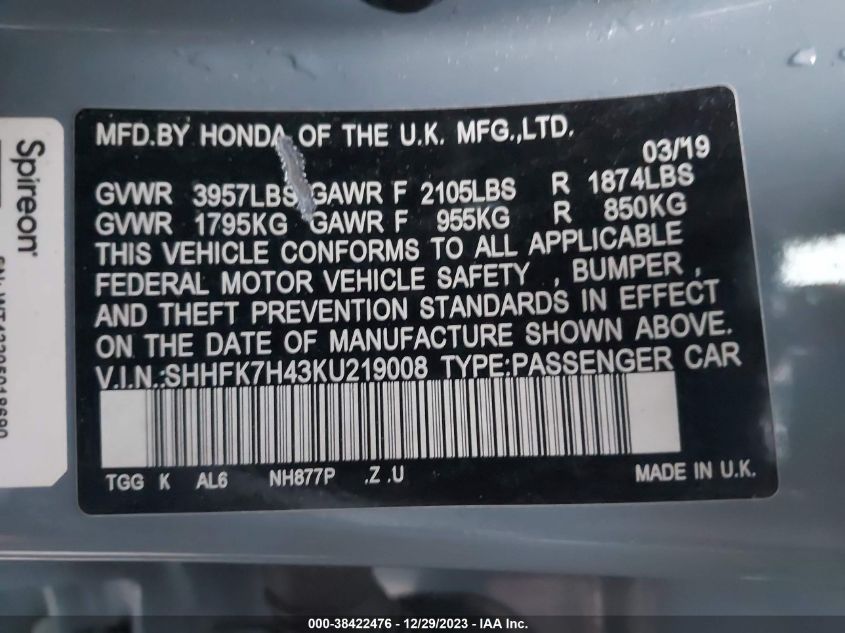 MFD.BY HONDA OF THE U.K. MFG.,LTD.
03/19
GVWR 3957LBS GAWR F 2105LBS R 1874LBS
GVWR 1795KG GAWR F 955KG R 850KG
THIS VEHICLE CONFORMS TO ALL APPLICABLE
FEDERAL MOTOR VEHICLE SAFETY , BUMPER ,
AND THEFT PREVENTION STANDARDS IN EFFECT
ON THE DATE OF MANUFACTURE SHOWN ABOVE.
V.I.N.:SHHFK7H43KU219008 TYPE:PASSENGER CAR
TGG K AL6 NH877P .Z .U MADE IN U.K.
Spireon
000-38422476 - 12/29/2023 - IAA Inc.